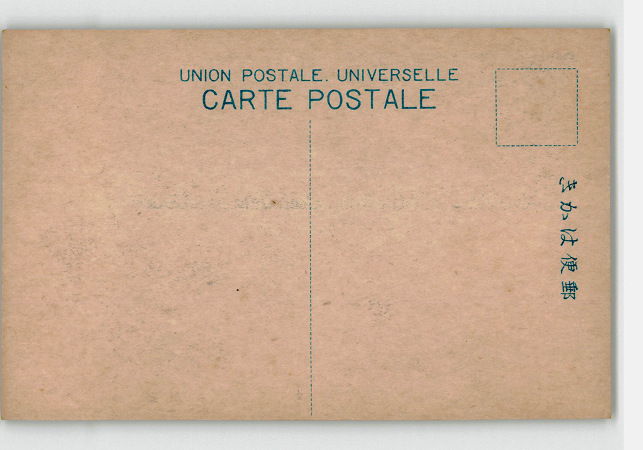 UNION POSTALE. UNIVERSELLE
CARTE POSTALE
きかは便郵